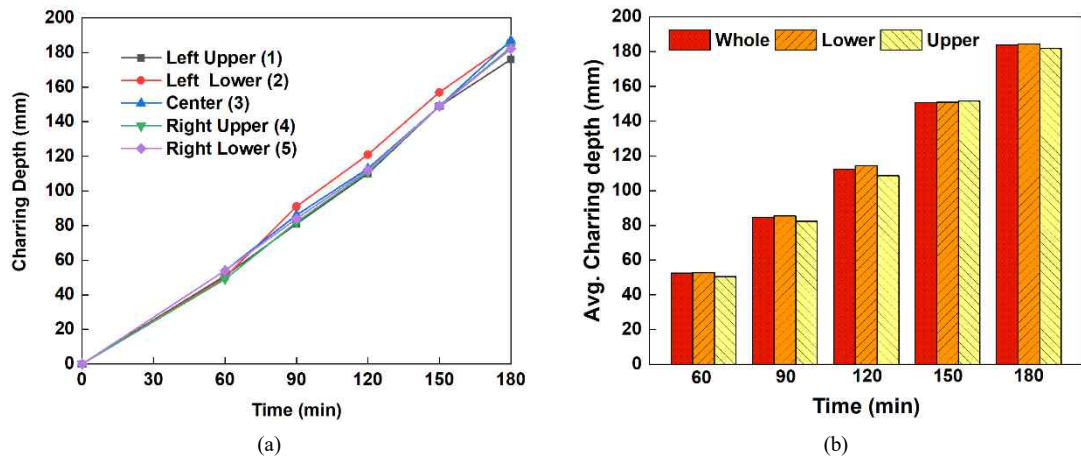 200
180
160
140
120
100
80
60
40
20
0
Charring Depth (mm)
Left Upper (1)
Left Lower (2)
Center (3)
Right Upper (4)
Right Lower (5)
0 30 60 90 120 150 180
Time (min)
(a)
200
180
160
140
120
100
80
60
40
20
0
Avg. Charring depth (mm)
Whole Lower Upper
60 90 120 150 180
Time (min)
(b)